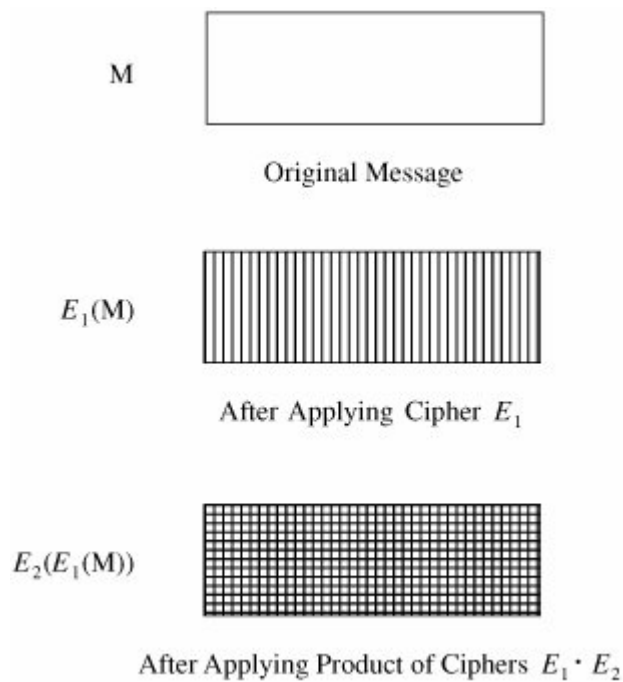 M
Original Message
E₁(M)
After Applying Cipher E₁
E₂(E₁(M))
After Applying Product of Ciphers E₁ · E₂